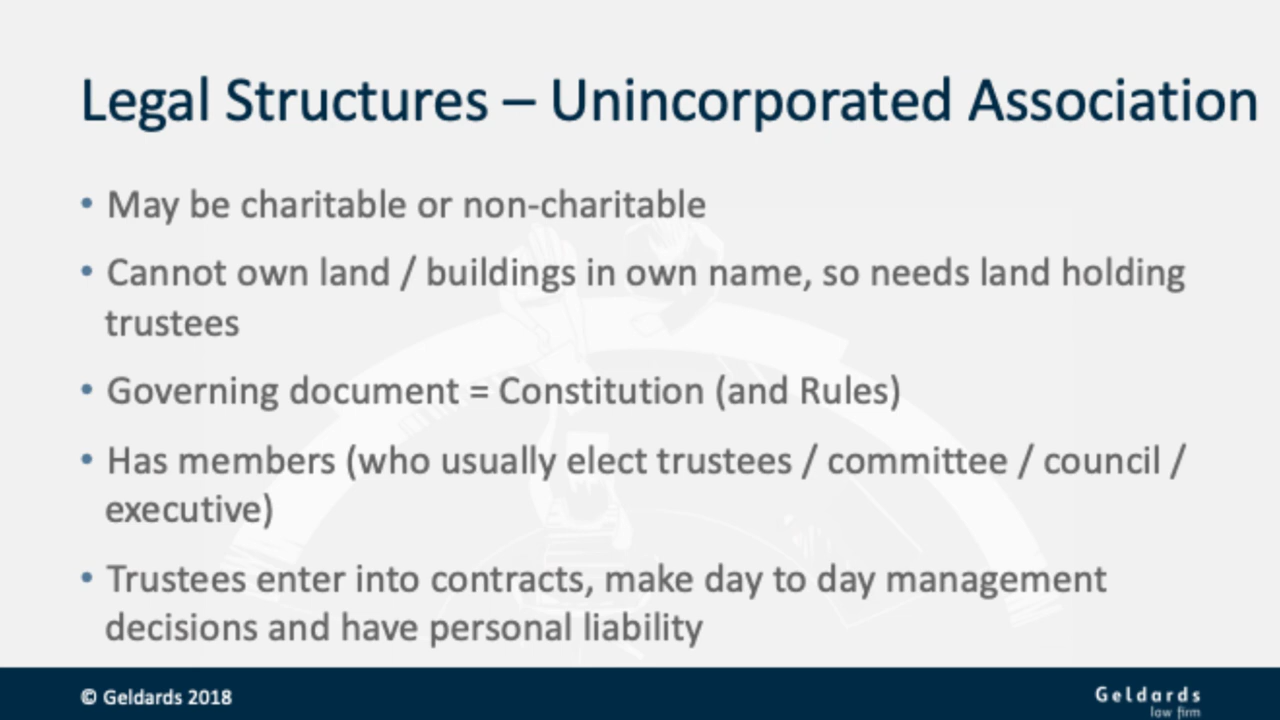 Legal Structures – Unincorporated Association
• May be charitable or non-charitable
• Cannot own land / buildings in own name, so needs land holding
trustees
• Governing document = Constitution (and Rules)
• Has members (who usually elect trustees / committee / council /
executive)
• Trustees enter into contracts, make day to day management
decisions and have personal liability
© Geldards 2018
Geldards
law firm